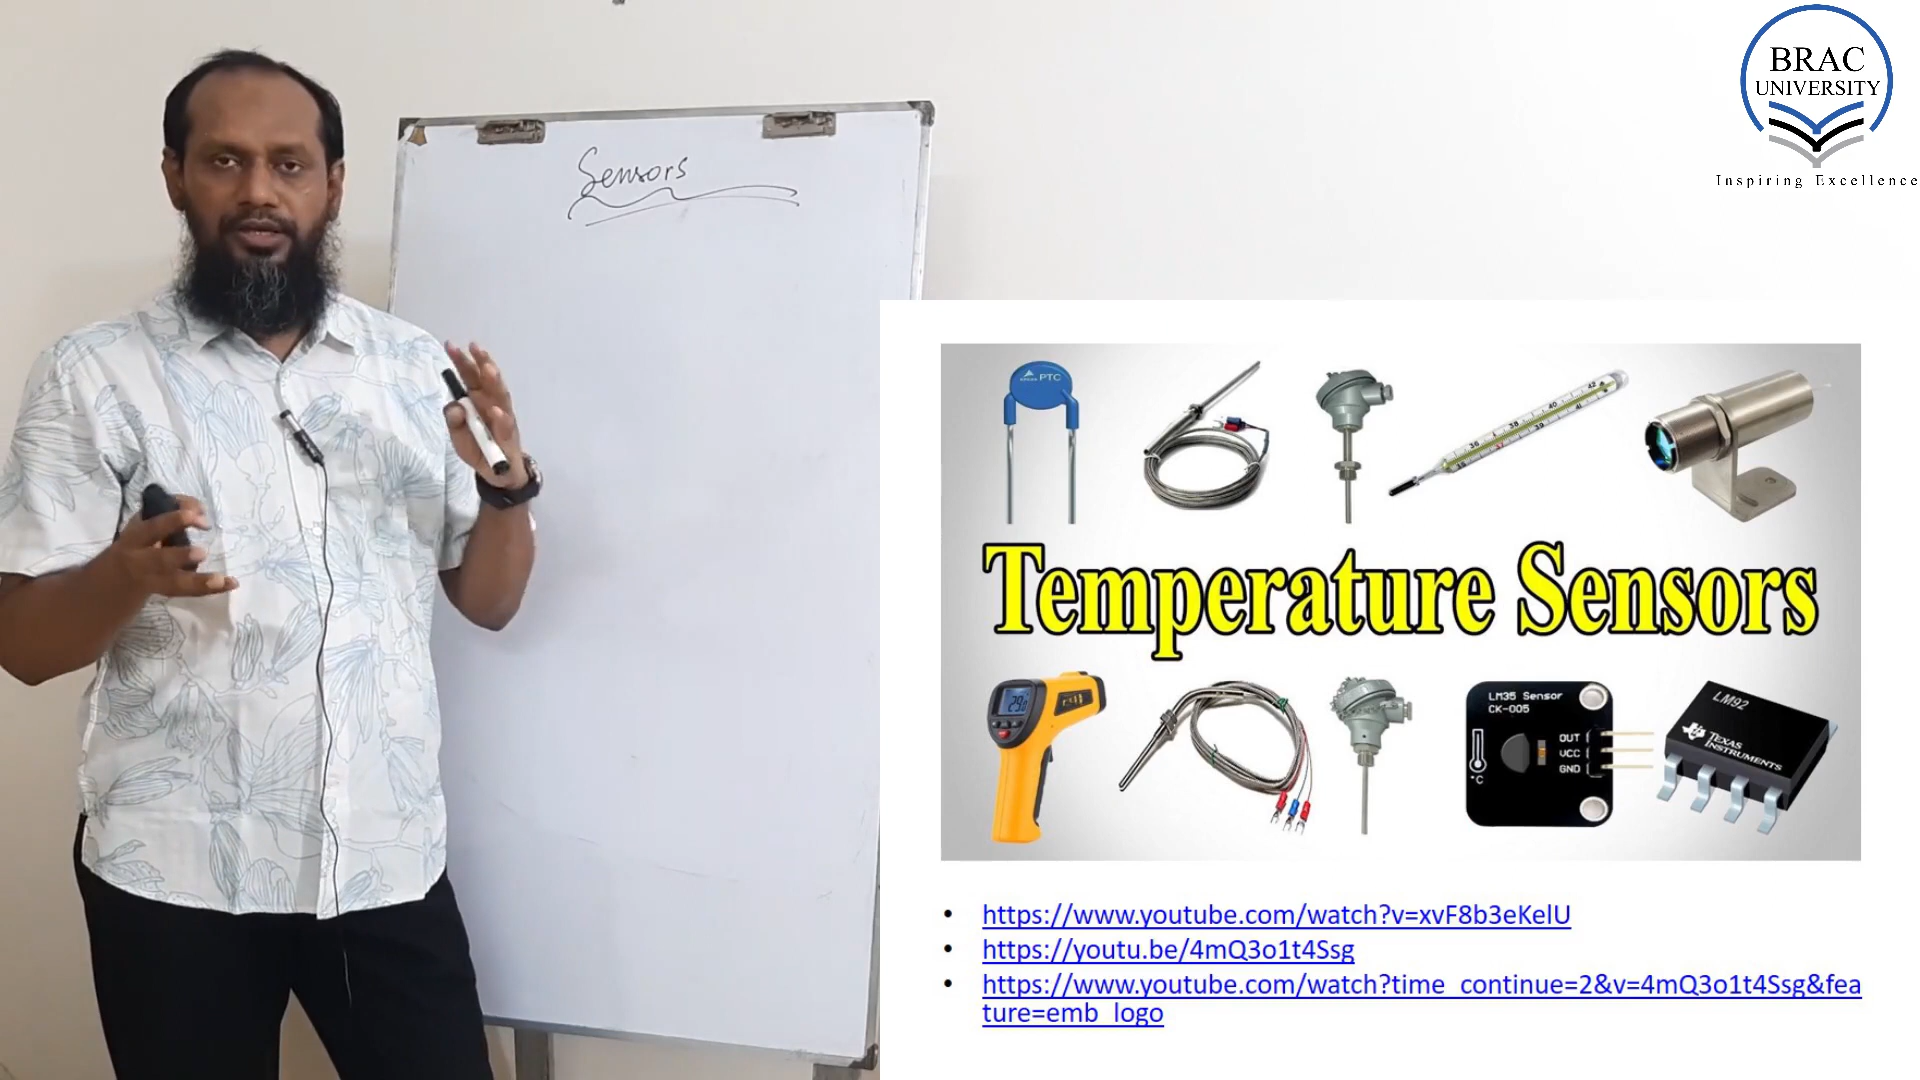 BRAC
UNIVERSITY
Inspiring Excellence
Sensors
PTC
Temperature Sensors
LM35 Sensor
CK-005
OUT
VCC
GND
°C
LM92
TEXAS
INSTRUMENTS
https://www.youtube.com/watch?v=xvF8b3eKelU
https://youtu.be/4mQ3o1t4Ssg
https://www.youtube.com/watch?time_continue=2&v=4mQ3o1t4Ssg&fea
ture=emb_logo